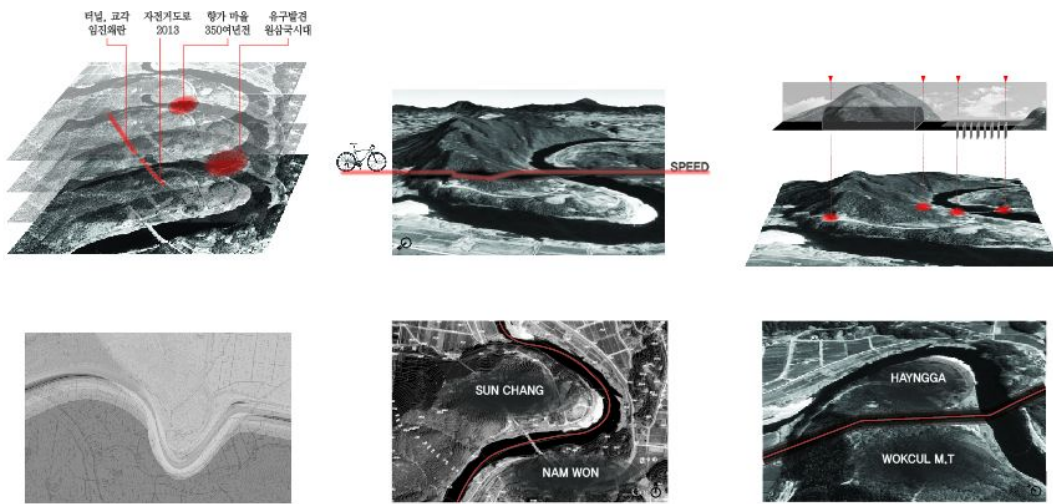 터널, 교각
임진왜란
자전거도로
2013
향가 마을
350여년전
유구발견
원삼국시대
SPEED
SUN CHANG
NAM WON
HAYNGGA
WOKCUL M.T